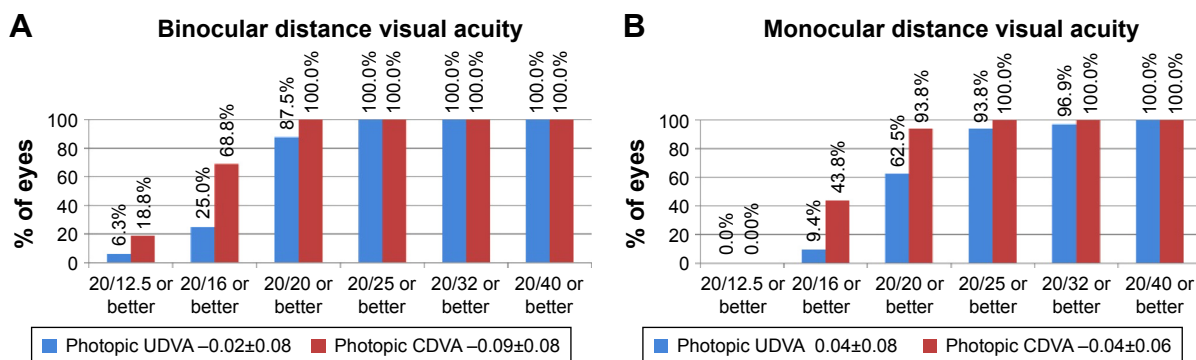 A Binocular distance visual acuity
% of eyes
100
80
60
40
20
0
6.3%
18.8%
25.0%
68.8%
87.5%
100.0%
100.0%
100.0%
100.0%
100.0%
100.0%
100.0%
20/12.5 or better
20/16 or better
20/20 or better
20/25 or better
20/32 or better
20/40 or better
Photopic UDVA –0.02±0.08 Photopic CDVA –0.09±0.08
B Monocular distance visual acuity
% of eyes
100
80
60
40
20
0
0.0%
0.00%
9.4%
43.8%
62.5%
93.8%
93.8%
100.0%
96.9%
100.0%
100.0%
100.0%
20/12.5 or better
20/16 or better
20/20 or better
20/25 or better
20/32 or better
20/40 or better
Photopic UDVA 0.04±0.08 Photopic CDVA –0.04±0.06